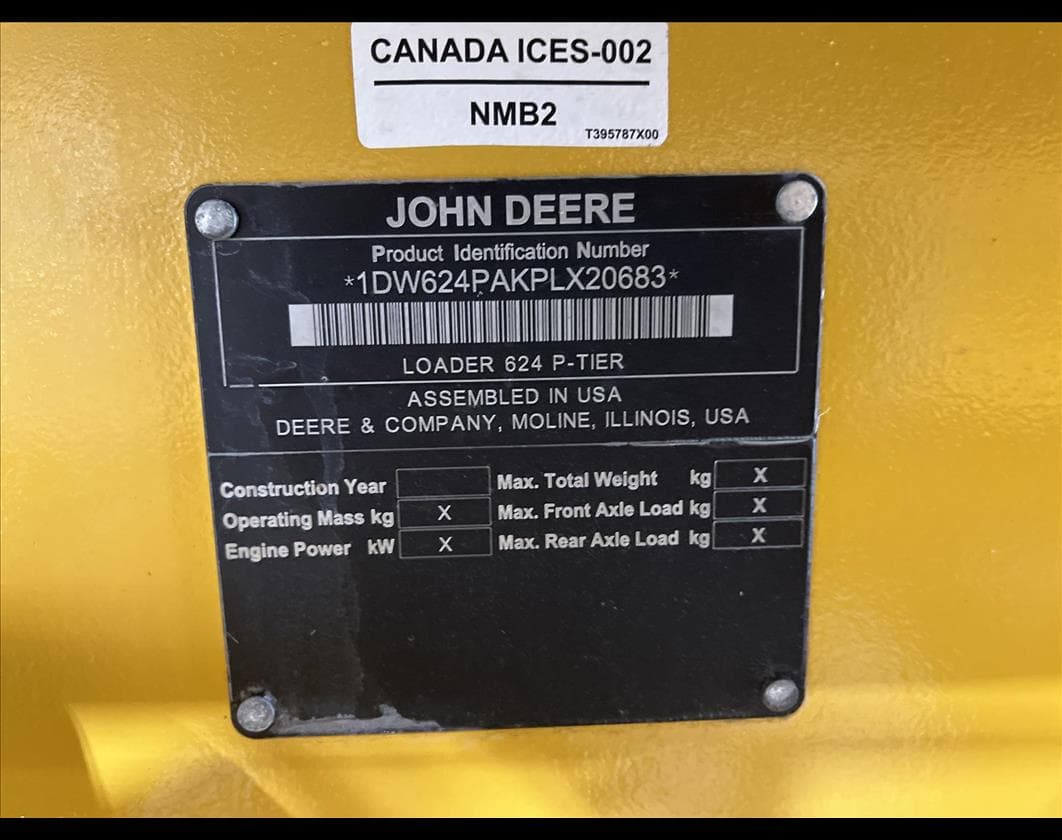 CANADA ICES-002
NMB2
T395787X00
JOHN DEERE
Product Identification Number
*1DW624PAKPLX20683*
LOADER 624 P-TIER
ASSEMBLED IN USA
DEERE & COMPANY, MOLINE, ILLINOIS, USA
Construction Year Max. Total Weight kg X
Operating Mass kg X Max. Front Axle Load kg X
Engine Power kW X Max. Rear Axle Load kg X